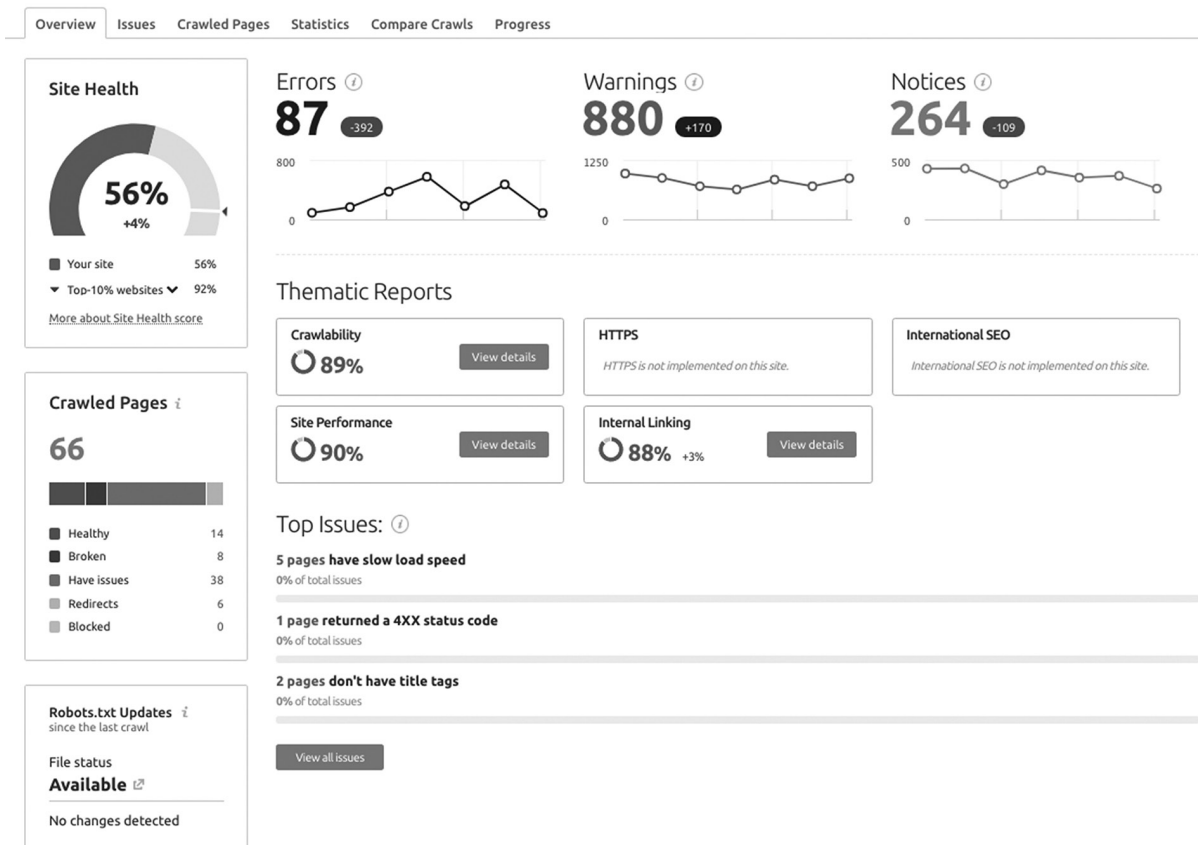 Overview Issues Crawled Pages Statistics Compare Crawls Progress
Site Health
56%
+4%
Your site 56%
Top-10% websites 92%
More about Site Health score
Errors i
87 -392
800
0
Warnings i
880 +170
1250
0
Notices i
264 -109
500
0
Thematic Reports
Crawlability
89% View details
HTTPS
HTTPS is not implemented on this site.
International SEO
International SEO is not implemented on this site.
Site Performance
90% View details
Internal Linking
88% +3% View details
Crawled Pages i
66
Healthy 14
Broken 8
Have issues 38
Redirects 6
Blocked 0
Top Issues: i
5 pages have slow load speed
0% of total issues
1 page returned a 4XX status code
0% of total issues
2 pages don't have title tags
0% of total issues
View all issues
Robots.txt Updates i
since the last crawl
File status
Available
No changes detected